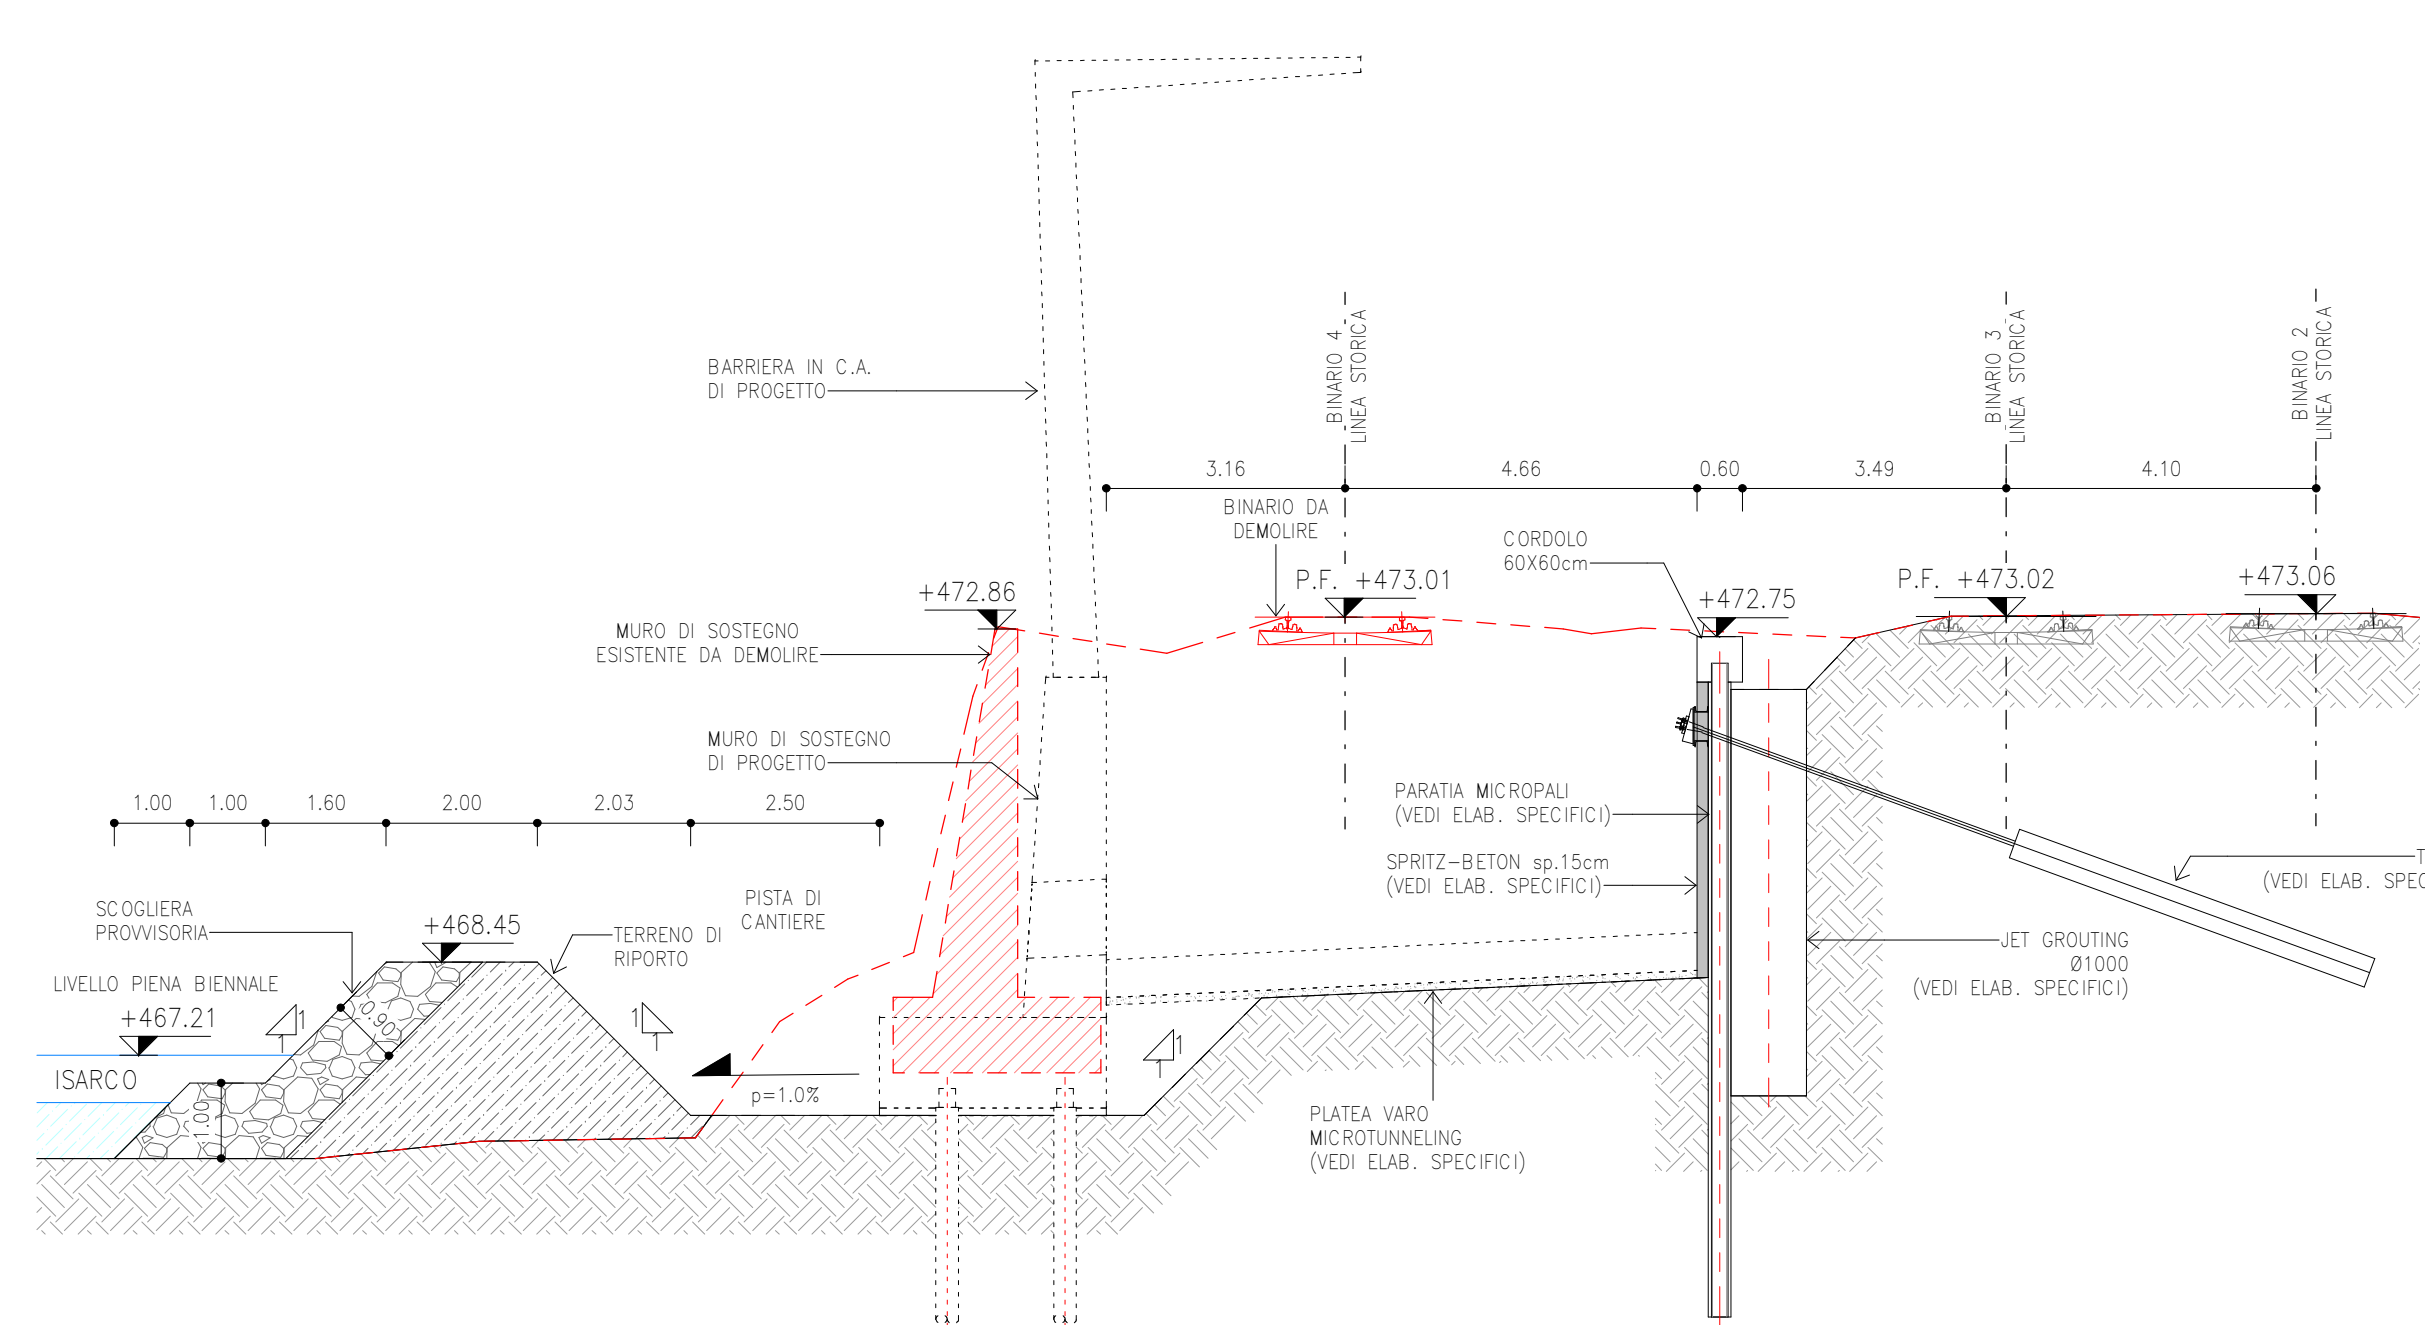 BARRIERA IN C.A.
DI PROGETTO
BINARIO 4
LINEA STORICA
BINARIO 3
LINEA STORICA
BINARIO 2
LINEA STORICA
3.16
4.66
0.60
3.49
4.10
BINARIO DA
DEMOLIRE
CORDOLO
60X60cm
+472.86
P.F. +473.01
+472.75
P.F. +473.02
+473.06
MURO DI SOSTEGNO
ESISTENTE DA DEMOLIRE
MURO DI SOSTEGNO
DI PROGETTO
1.00
1.00
1.60
2.00
2.03
2.50
PARATIA MICROPALI
(VEDI ELAB. SPECIFICI)
SPRITZ-BETON sp.15cm
(VEDI ELAB. SPECIFICI)
T
(VEDI ELAB. SPEC
SCOGLIERA
PROVVISORIA
+468.45
TERRENO DI
RIPORTO
PISTA DI
CANTIERE
JET GROUTING
Ø1000
(VEDI ELAB. SPECIFICI)
LIVELLO PIENA BIENNALE
+467.21
1
1
0.90
1
1
1
1
ISARCO
p=1.0%
1.00
PLATEA VARO
MICROTUNNELING
(VEDI ELAB. SPECIFICI)